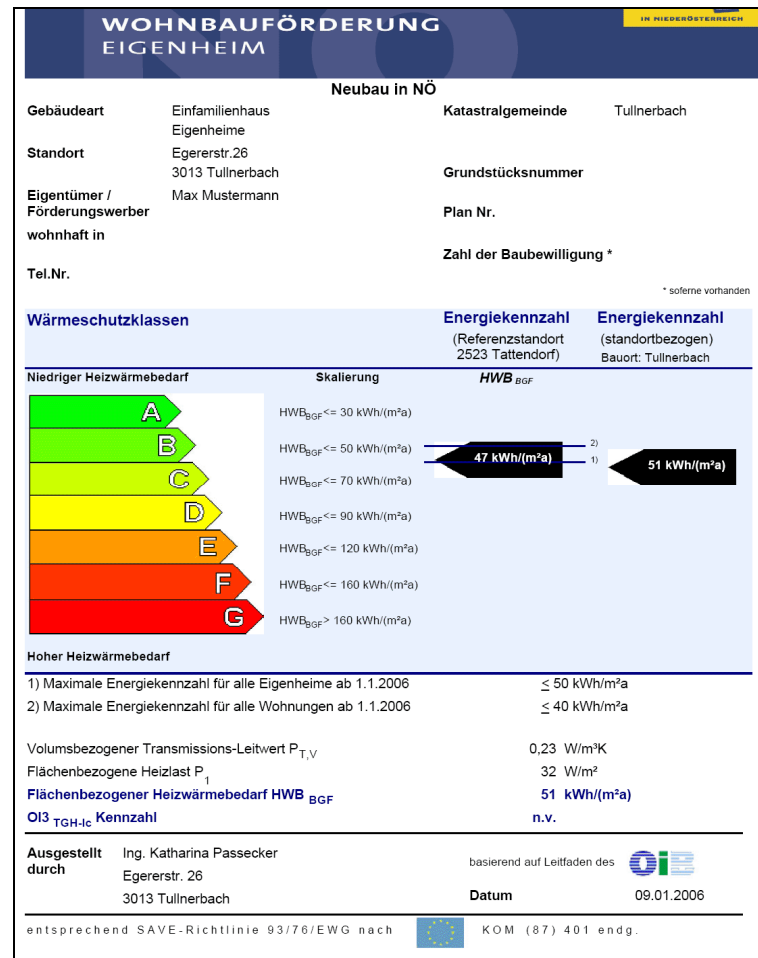 WOHNBAUFÖRDERUNG
EIGENHEIM
IN NIEDERÖSTERREICH
Neubau in NÖ
Gebäudeart Einfamilienhaus Katastralgemeinde Tullnerbach
Eigenheime
Standort Egererstr.26
3013 Tullnerbach Grundstücksnummer
Eigentümer / Max Mustermann
Förderungswerber Plan Nr.
wohnhaft in
Zahl der Baubewilligung *
Tel.Nr.
* soferne vorhanden
Wärmeschutzklassen Energiekennzahl Energiekennzahl
(Referenzstandort (standortbezogen)
2523 Tattendorf) Bauort: Tullnerbach
Niedriger Heizwärmebedarf Skalierung HWB BGF
A HWBBGF<= 30 kWh/(m²a)
B HWBBGF<= 50 kWh/(m²a) 47 kWh/(m²a) 2)
1) 51 kWh/(m²a)
C HWBBGF<= 70 kWh/(m²a)
D HWBBGF<= 90 kWh/(m²a)
E HWBBGF<= 120 kWh/(m²a)
F HWBBGF<= 160 kWh/(m²a)
G HWBBGF> 160 kWh/(m²a)
Hoher Heizwärmebedarf
1) Maximale Energiekennzahl für alle Eigenheime ab 1.1.2006 ≤ 50 kWh/m²a
2) Maximale Energiekennzahl für alle Wohnungen ab 1.1.2006 ≤ 40 kWh/m²a
Volumsbezogener Transmissions-Leitwert PT,V 0,23 W/m³K
Flächenbezogene Heizlast P1 32 W/m²
Flächenbezogener Heizwärmebedarf HWB BGF 51 kWh/(m²a)
OI3 TGH-lc Kennzahl n.v.
Ausgestellt Ing. Katharina Passecker
durch Egererstr. 26 basierend auf Leitfaden des OiB
3013 Tullnerbach Datum 09.01.2006
entsprechend SAVE-Richtlinie 93/76/EWG nach KOM (87) 401 endg.